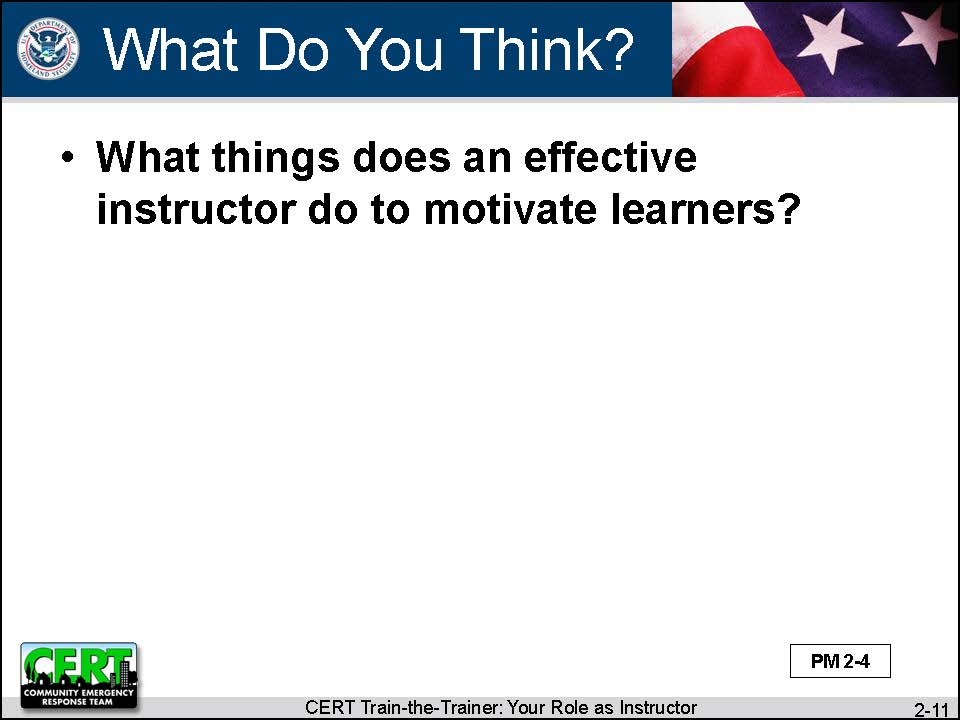 U.S. DEPARTMENT OF
HOMELAND SECURITY
What Do You Think?
• What things does an effective
instructor do to motivate learners?
CERT
COMMUNITY EMERGENCY
RESPONSE TEAM
PM 2-4
CERT Train-the-Trainer: Your Role as Instructor
2-11